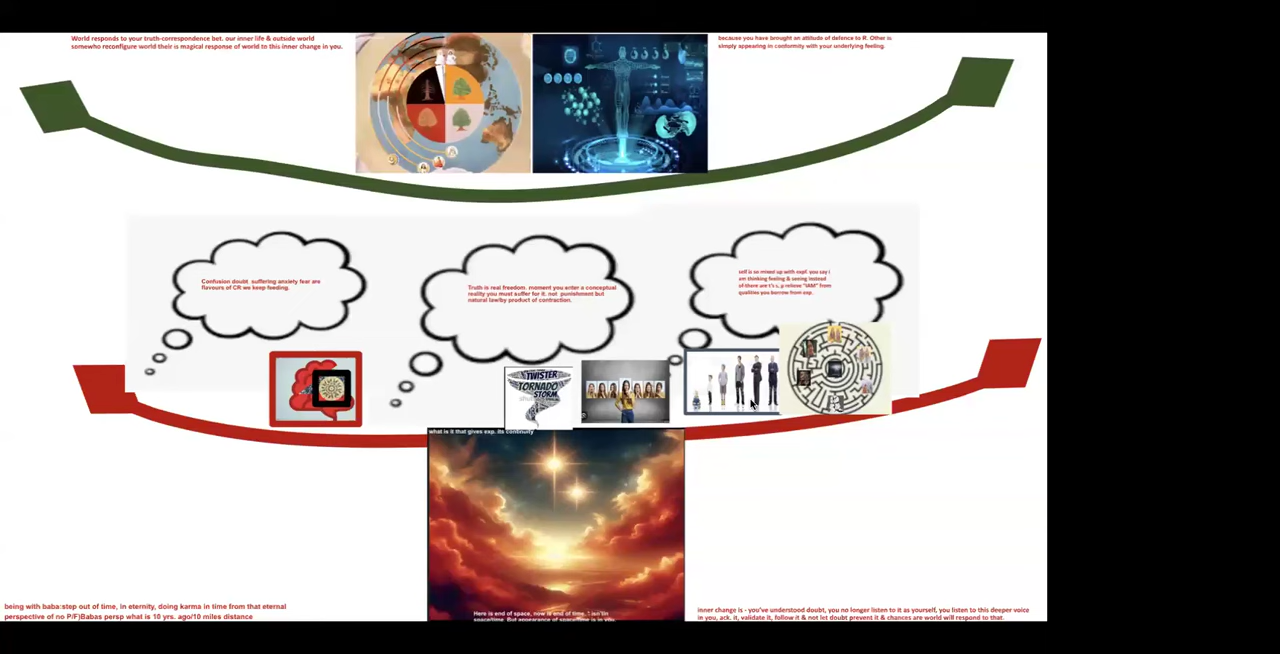 World responds to your truth-correspondence bet. our inner life & outside world
somewho reconfigure world their is magical response of world to this inner change in you.
because you have brought an attitude of defence to R. Other is
simply appearing in conformity with your underlying feeling.
Confusion doubt suffering anxiety fear are
flavours of CR we keep feeding.
Truth is real freedom. moment you enter a conceptual
reality you must suffer for it. not punishment but
natural law/by product of contraction.
self is so mixed up with
you say i
am thinking feeling & seeing instead
of there are t's
"IAM" from
qualities you borrow from exp.
TWISTER
TORNADO
STORM
what is it that gives exp. its continuity
Here is end of space, now is end of time.
But appearance of space/time is in you.
being with baba:step out of time, in eternity, doing karma in time from that eternal
perspective of no P/F)Babas persp what is 10 yrs. ago/10 miles distance
inner change is - you've understood doubt, you no longer listen to it as yourself, you listen to this deeper voice
in you, ack. it, validate it, follow it & not let doubt prevent it & chances are world will respond to that.